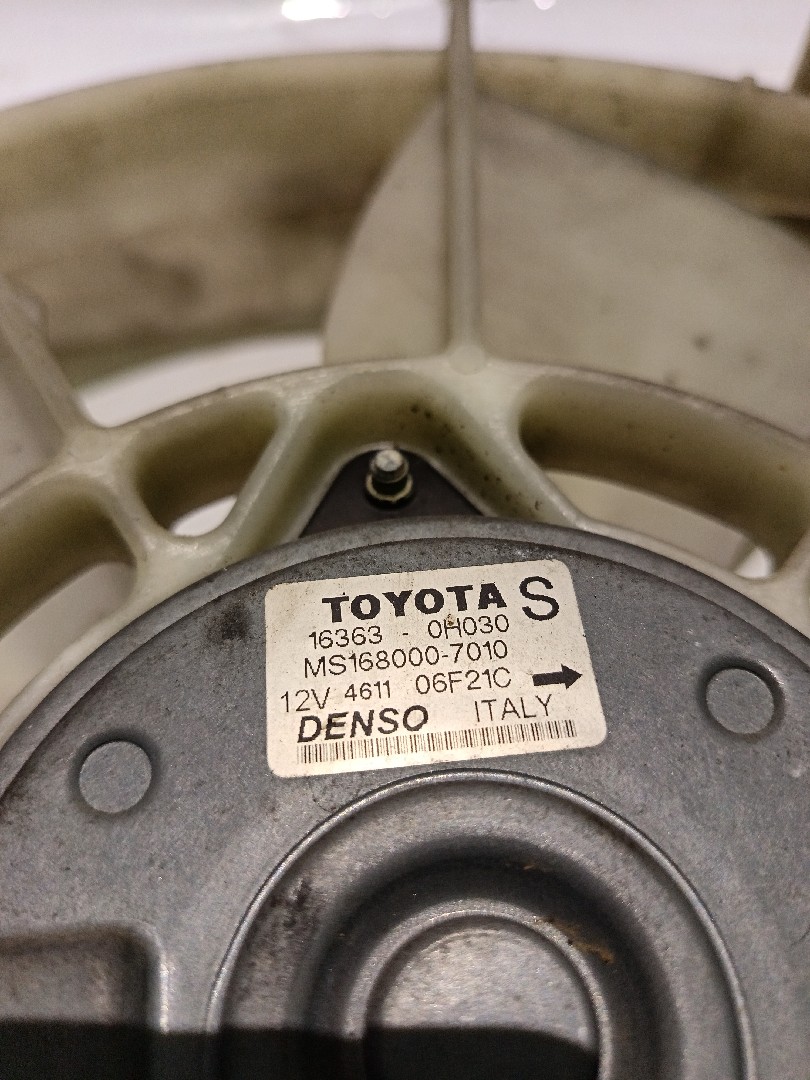 TOYOTA S
16363 - 0H030
MS168000-7010
12V 4611 06F21C
DENSO ITALY